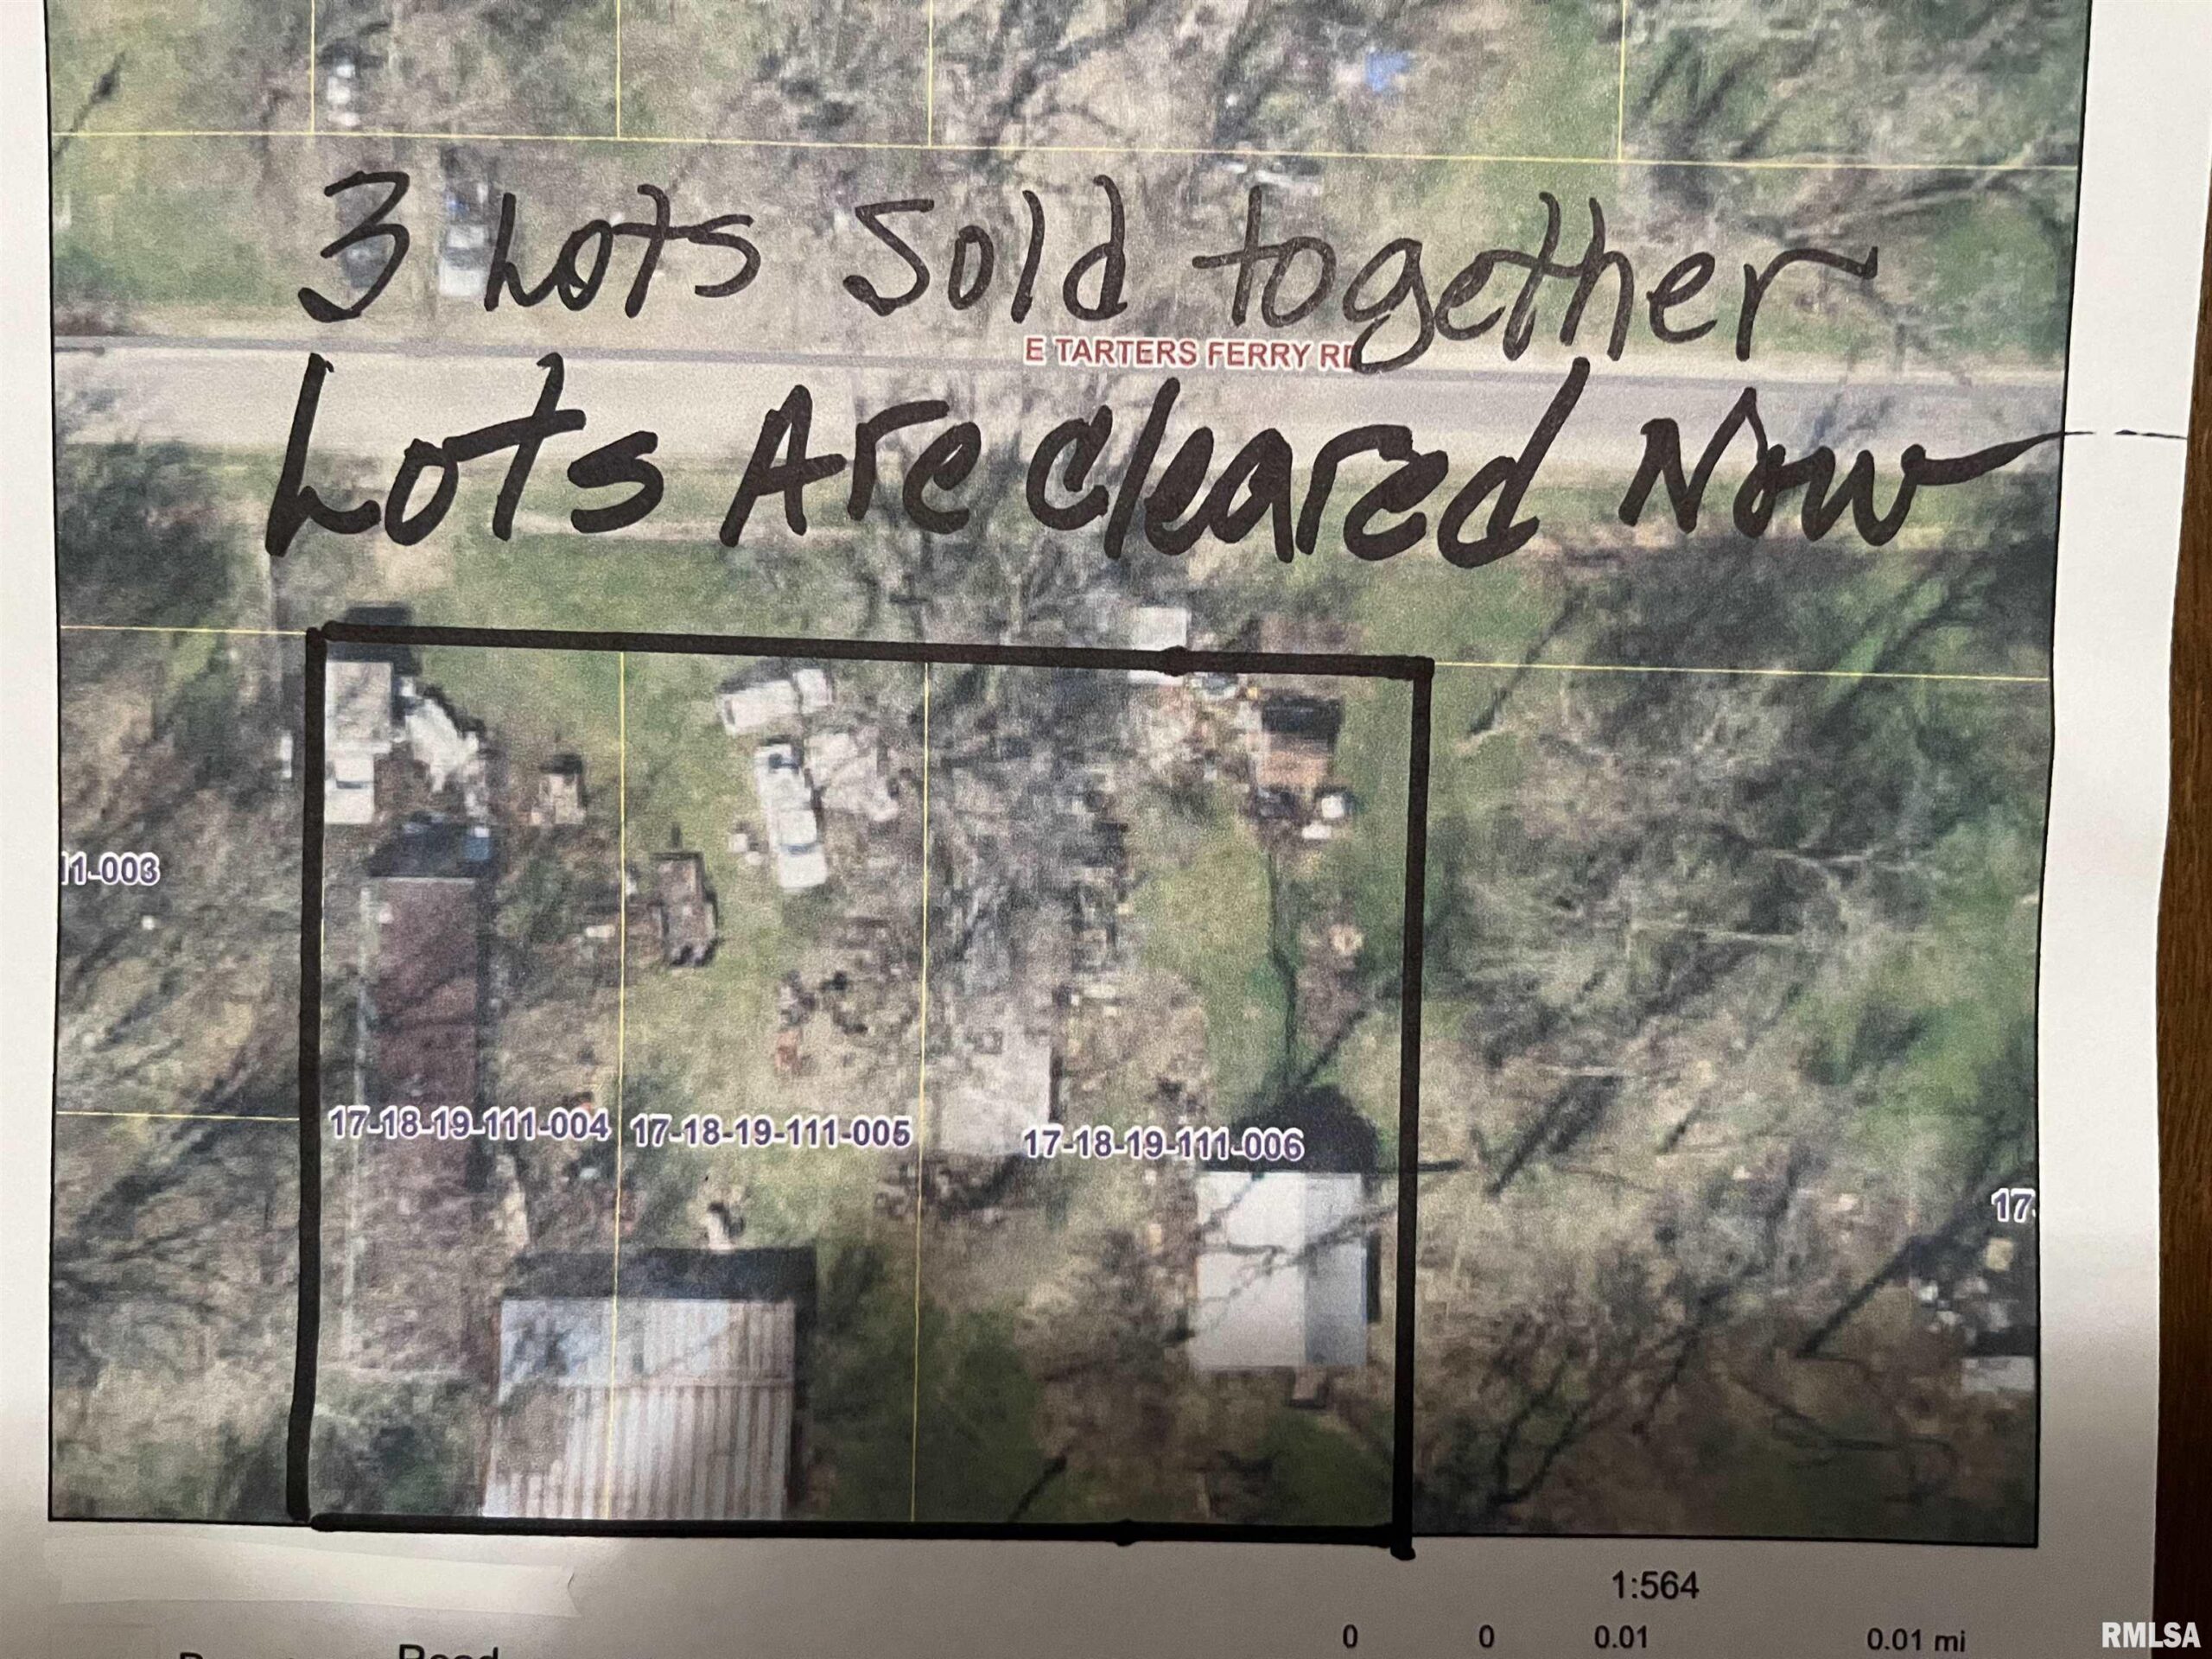 3 Lots Sold together
E TARTERS FERRY RD
Lots Are cleared Now
11-003
17-18-19-111-004
17-18-19-111-005
17-18-19-111-006
17-
1:564
0 0 0.01 0.01 mi
Road
RMLSA